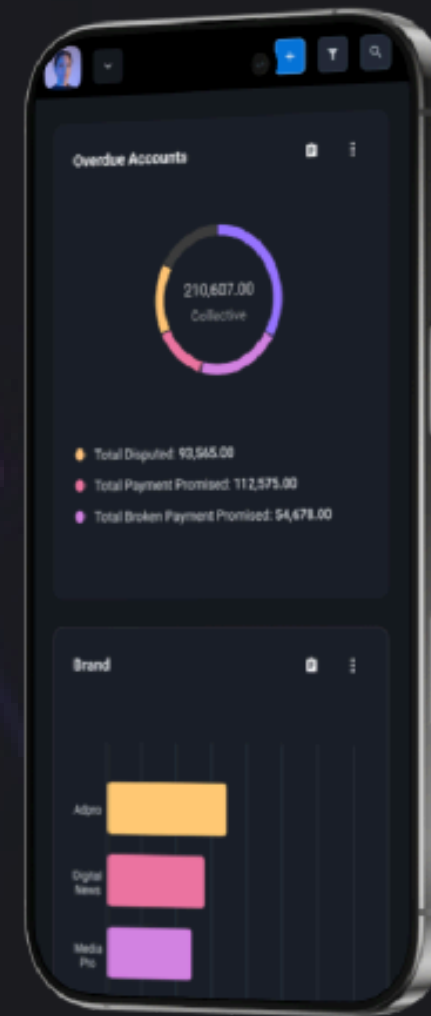 Overdue Accounts
210,607.00
Collective
Total Disputed: 93,565.00
Total Payment Promised: 112,575.00
Total Broken Payment Promised: 54,678.00
Brand
Adpro
Digital
News
Media
Pro